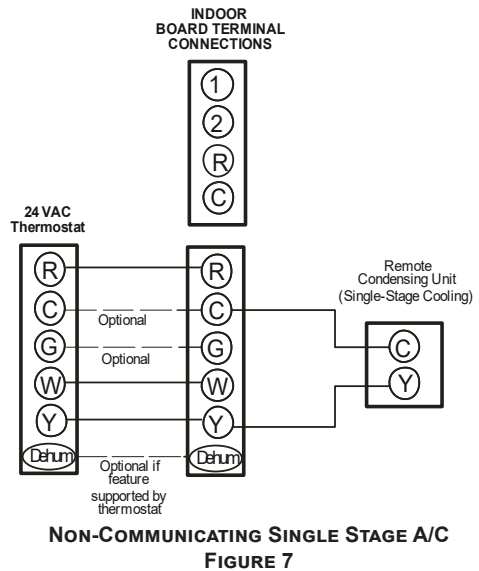 INDOOR
BOARD TERMINAL
CONNECTIONS
1
2
R
C
24 VAC
Thermostat
R
C
G
W
Y
Dehum
Optional
Optional
Optional if
feature
supported by
thermostat
R
C
G
W
Y
Dehum
Remote
Condensing Unit
(Single-Stage Cooling)
C
Y
NON-COMMUNICATING SINGLE STAGE A/C
FIGURE 7